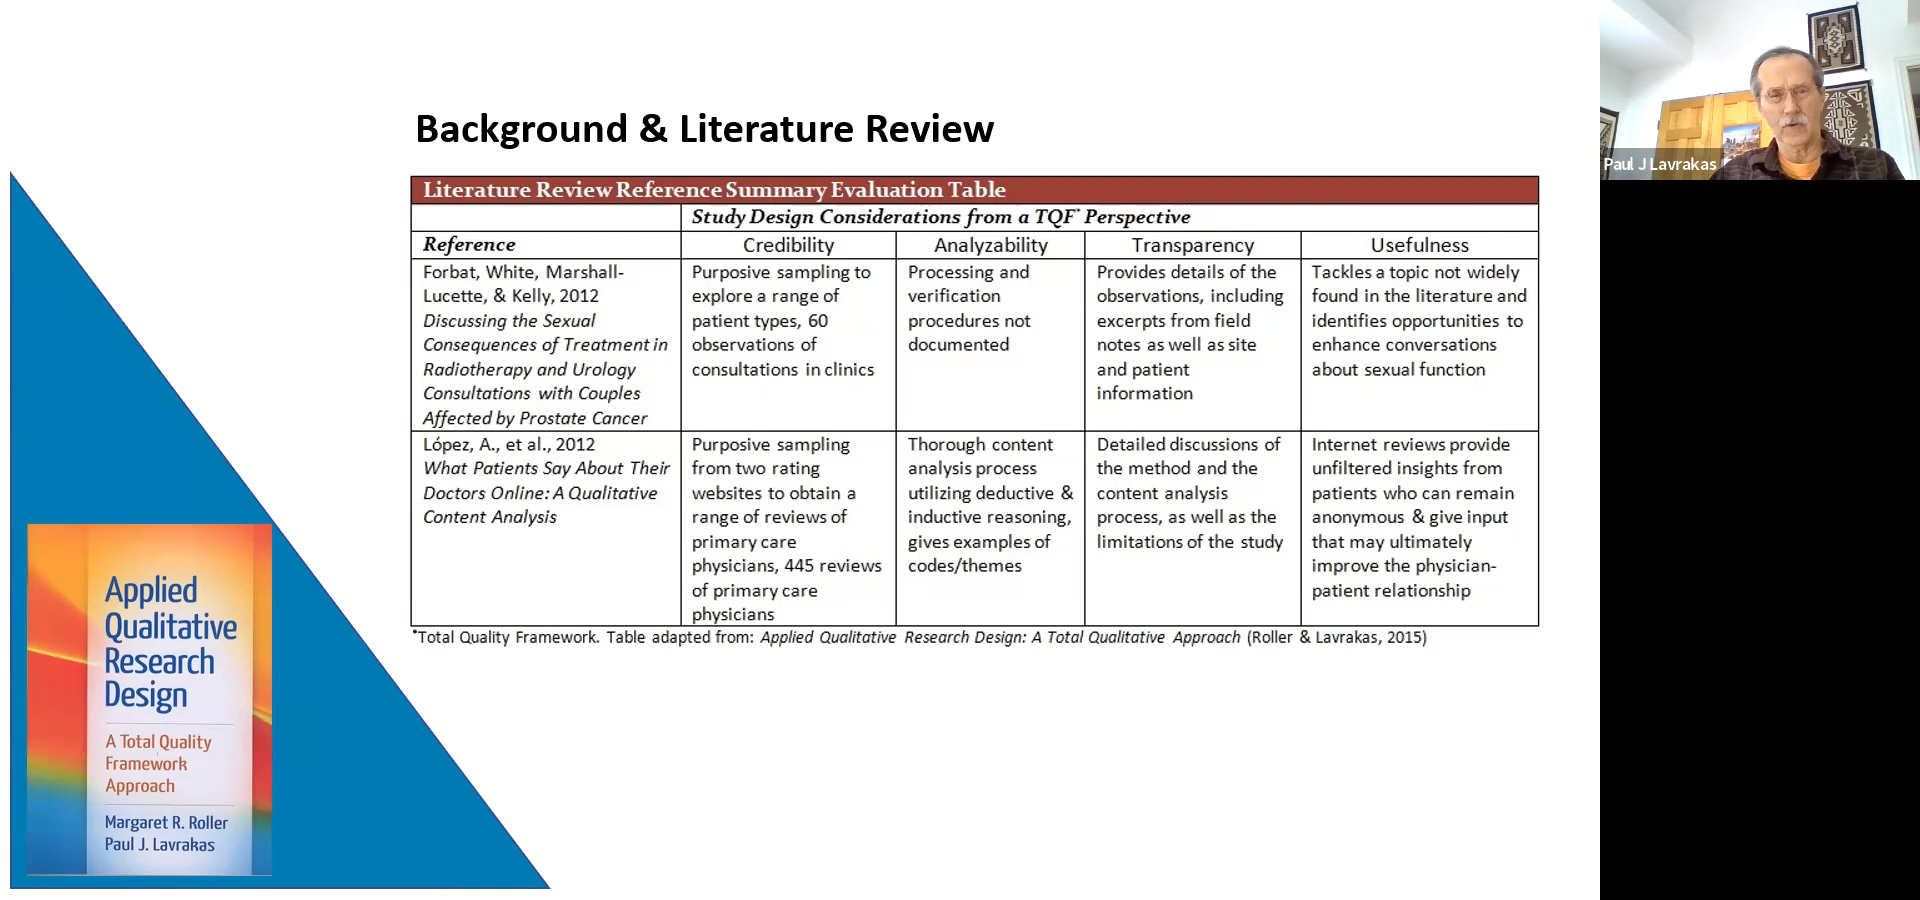 Background & Literature Review
Literature Review Reference Summary Evaluation Table
Study Design Considerations from a TQF* Perspective
Reference
Credibility
Analyzability
Transparency
Usefulness
Forbat, White, Marshall-
Lucette, & Kelly, 2012
Discussing the Sexual
Consequences of Treatment in
Radiotherapy and Urology
Consultations with Couples
Affected by Prostate Cancer
Purposive sampling to
explore a range of
patient types, 60
observations of
consultations in clinics
Processing and
verification
procedures not
documented
Provides details of the
observations, including
excerpts from field
notes as well as site
and patient
information
Tackles a topic not widely
found in the literature and
identifies opportunities to
enhance conversations
about sexual function
López, A., et al., 2012
What Patients Say About Their
Doctors Online: A Qualitative
Content Analysis
Purposive sampling
from two rating
websites to obtain a
range of reviews of
primary care
physicians, 445 reviews
of primary care
physicians
Thorough content
analysis process
utilizing deductive &
inductive reasoning,
gives examples of
codes/themes
Detailed discussions of
the method and the
content analysis
process, as well as the
limitations of the study
Internet reviews provide
unfiltered insights from
patients who can remain
anonymous & give input
that may ultimately
improve the physician-
patient relationship
*Total Quality Framework. Table adapted from: Applied Qualitative Research Design: A Total Qualitative Approach (Roller & Lavrakas, 2015)
Applied
Qualitative
Research
Design
A Total Quality
Framework
Approach
Margaret R. Roller
Paul J. Lavrakas
Paul J Lavrakas